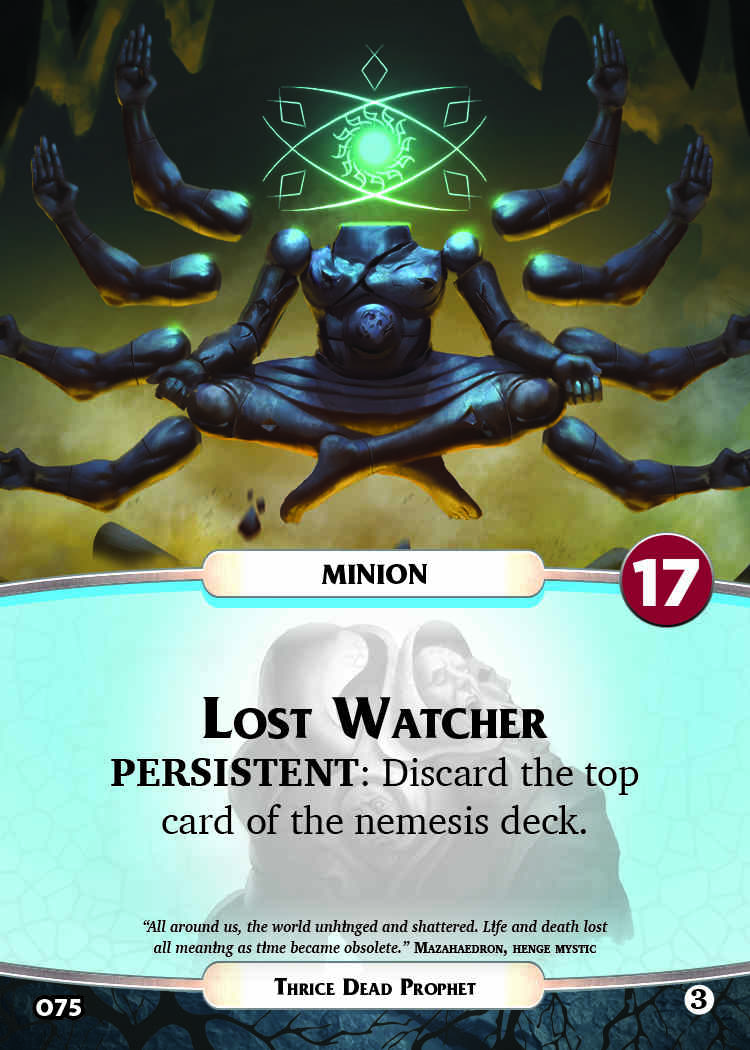 MINION
17
Lost Watcher
PERSISTENT: Discard the top
card of the nemesis deck.
“All around us, the world unhinged and shattered. Life and death lost
all meaning as time became obsolete.” Mazahaedron, henge mystic
Thrice Dead Prophet
075
3